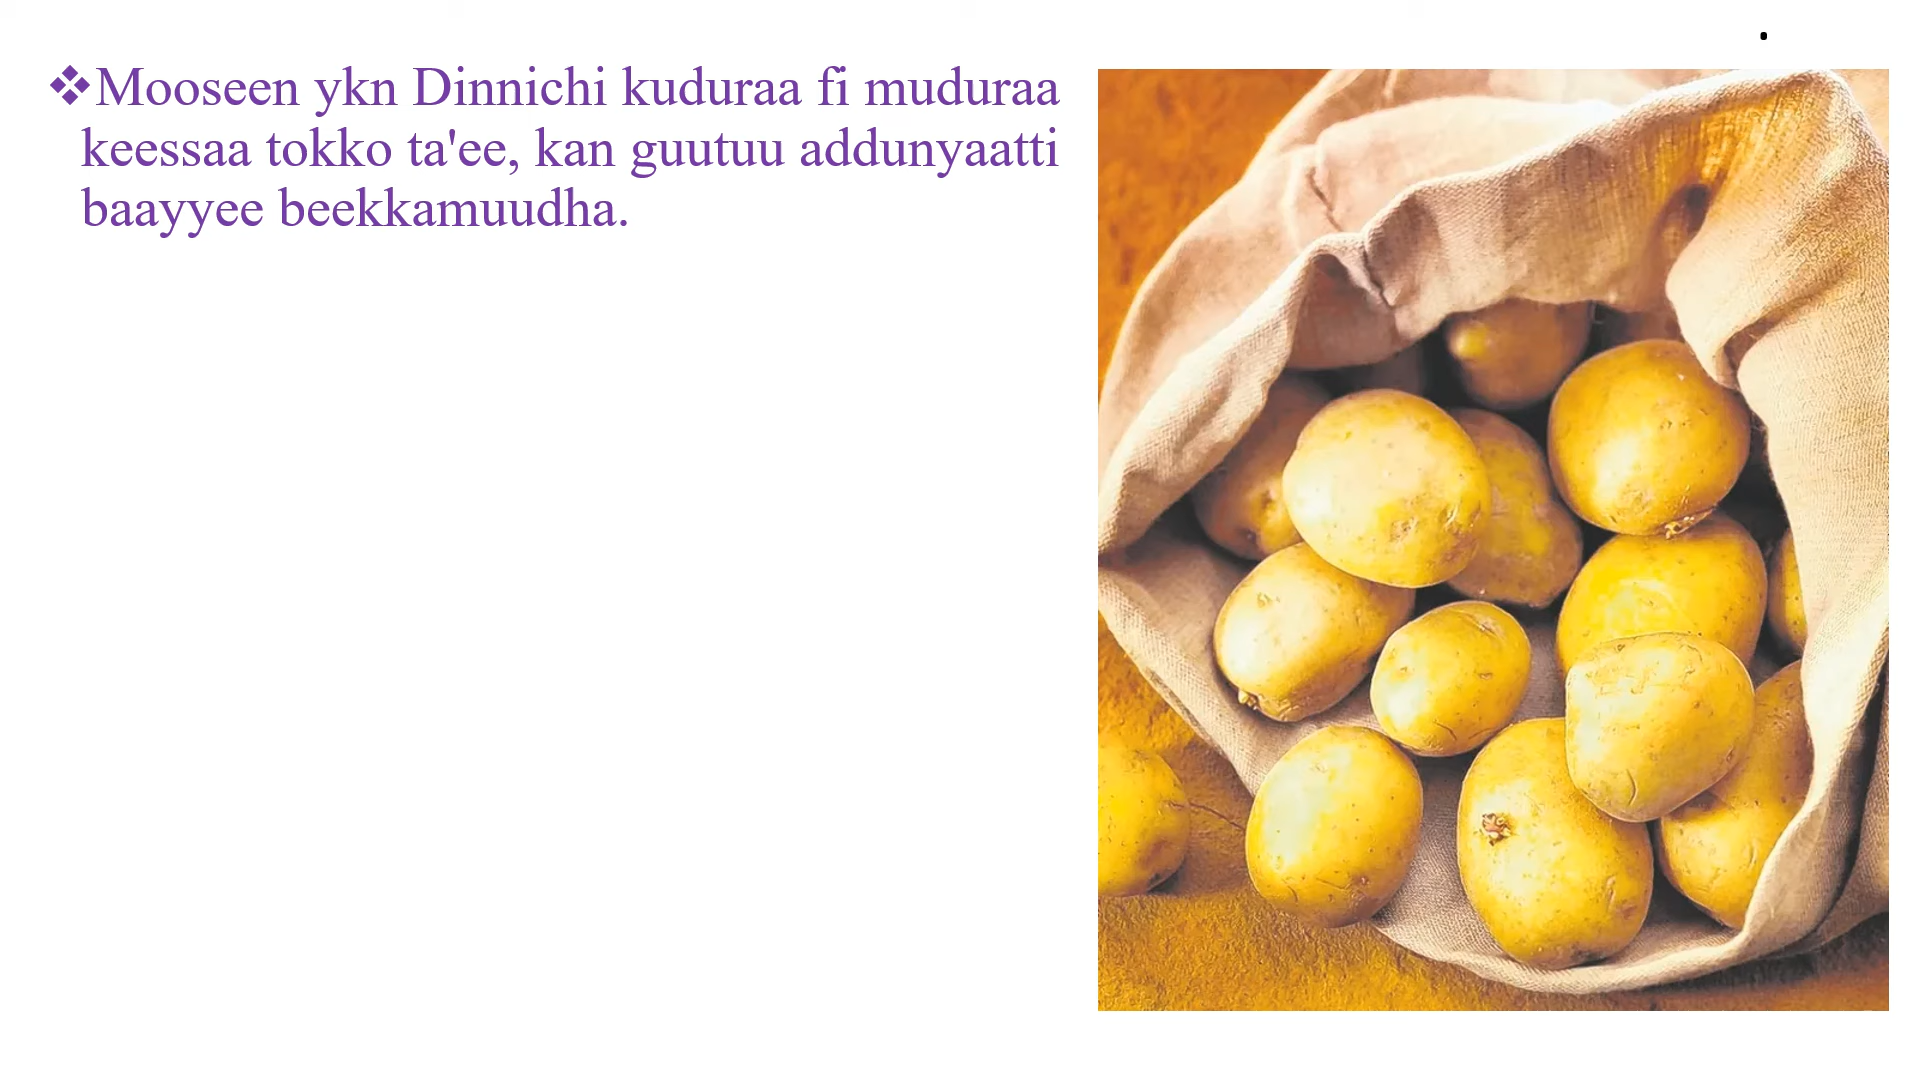 ❖Mooseen ykn Dinnichi kuduraa fi muduraa
keessaa tokko ta'ee, kan guutuu addunyaatti
baayyee beekkamuudha.